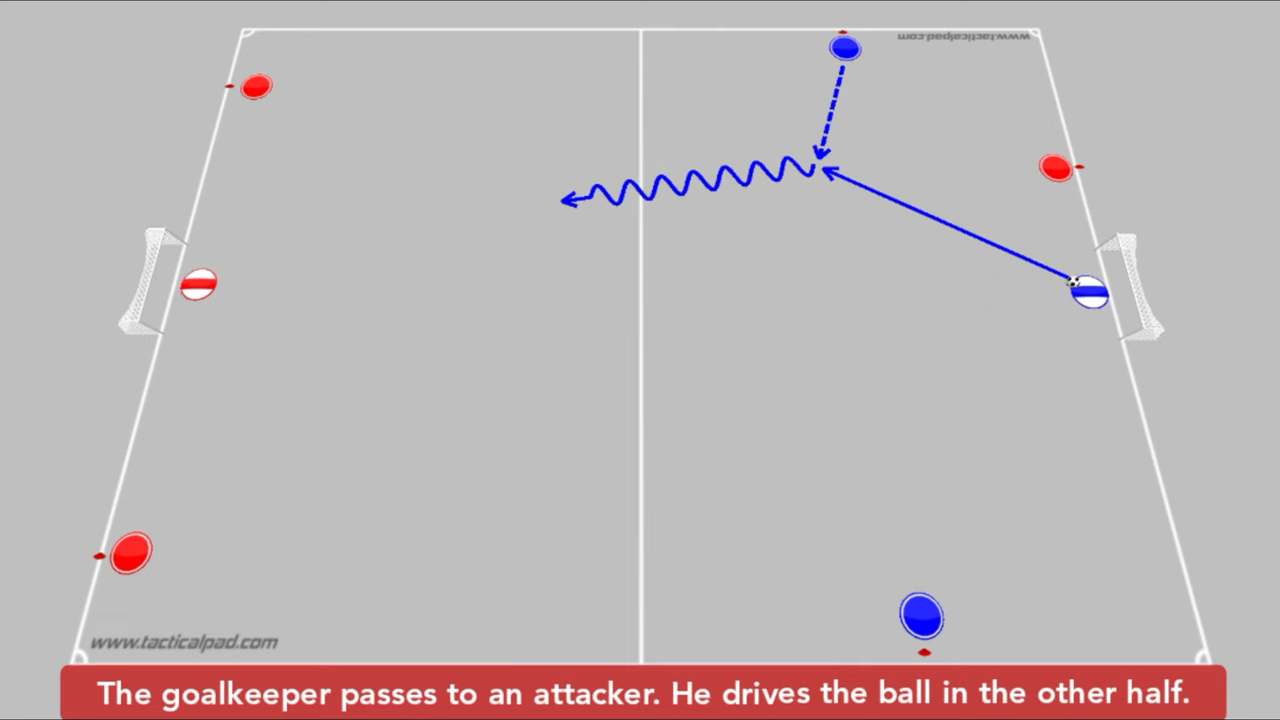 www.tacticalpad.com
www.tacticalpad.com
The goalkeeper passes to an attacker. He drives the ball in the other half.